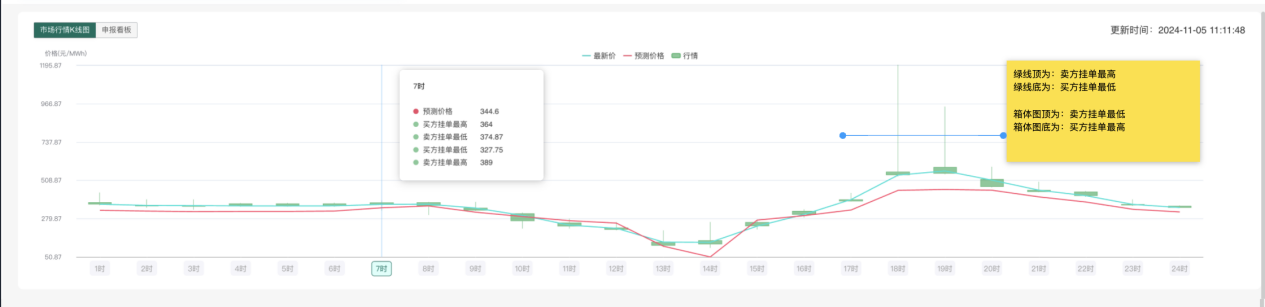 市场行情K线图 申报看板
更新时间： 2024-11-05 11:11:48
价格(元/MWh)
最新价 预测价格 行情
1195.87
966.87
737.87
508.87
279.87
50.87
7时
预测价格 344.6
买方挂单最高 364
卖方挂单最低 374.87
买方挂单最低 327.75
卖方挂单最高 389
绿线顶为：卖方挂单最高
绿线底为：买方挂单最低
箱体图顶为：卖方挂单最低
箱体图底为：买方挂单最高
1时 2时 3时 4时 5时 6时 7时 8时 9时 10时 11时 12时 13时 14时 15时 16时 17时 18时 19时 20时 21时 22时 23时 24时